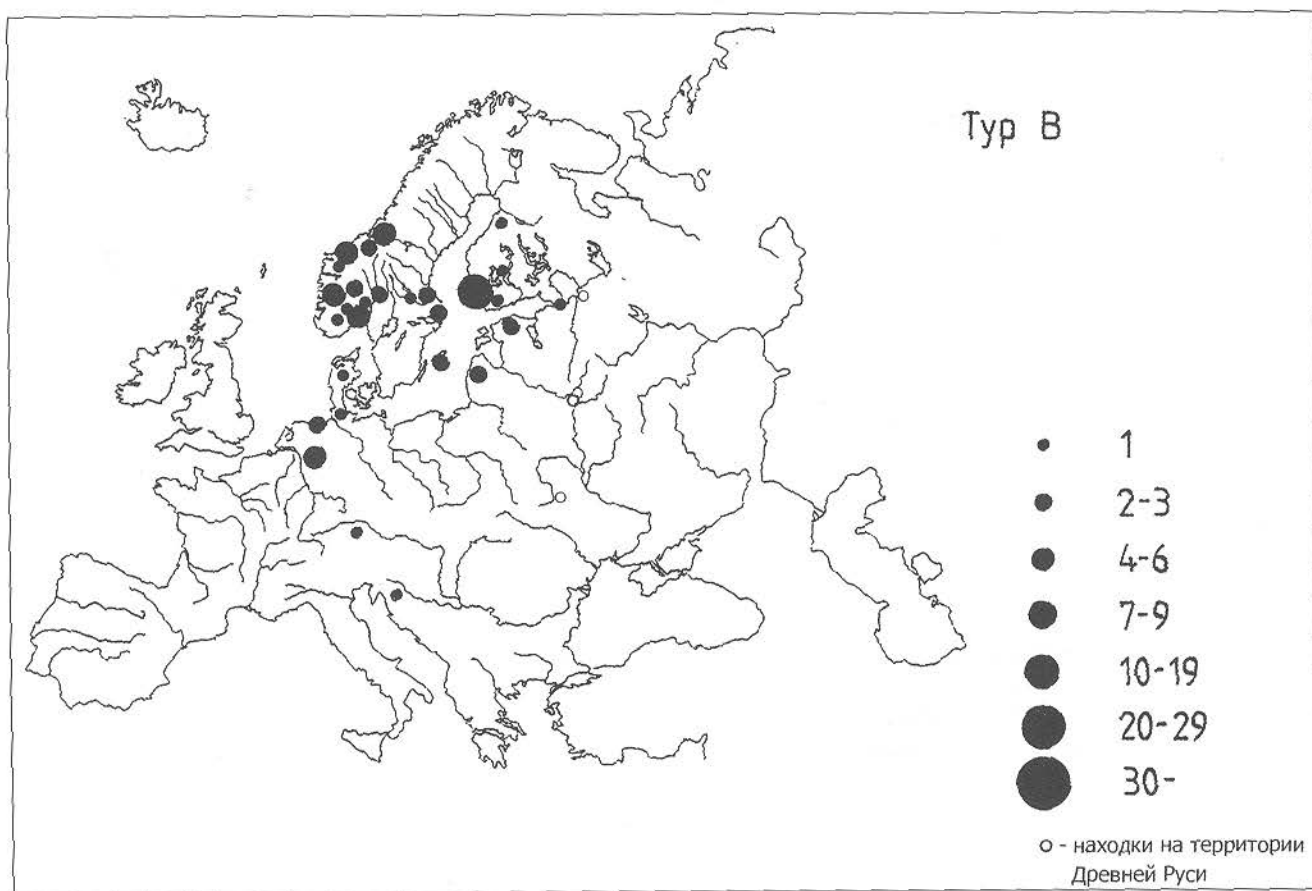 Typ B
1
2-3
4-6
7-9
10-19
20-29
30-
о - находки на территории
Древней Руси